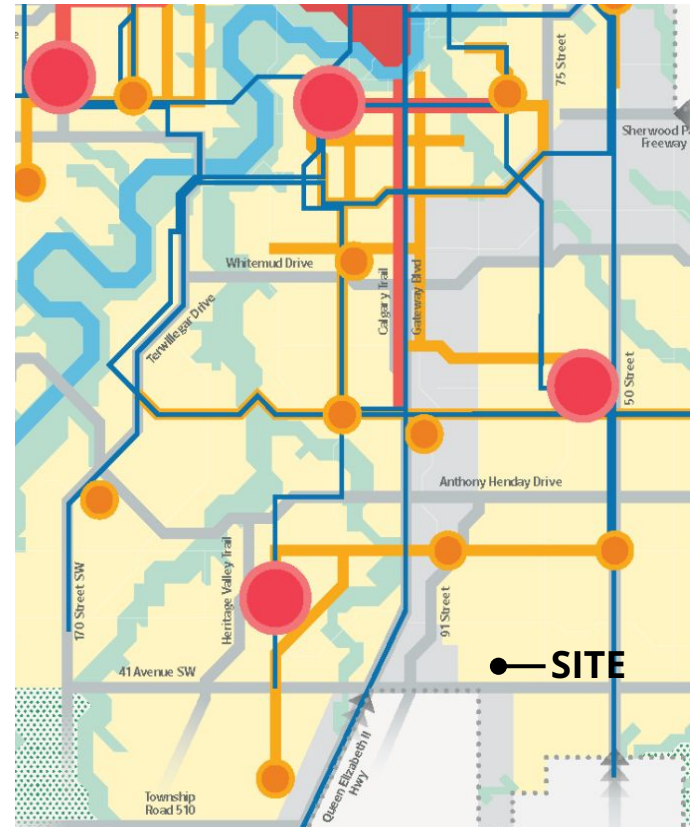 75 Street
Sherwood Pa
Freeway
Whitemud Drive
Calgary Trail
Gateway Blvd
Terwillegar Drive
50 Street
Anthony Henday Drive
170 Street SW
Heritage Valley Trail
91 Street
41 Avenue SW
SITE
Queen Elizabeth II
Hwy
Township
Road 510